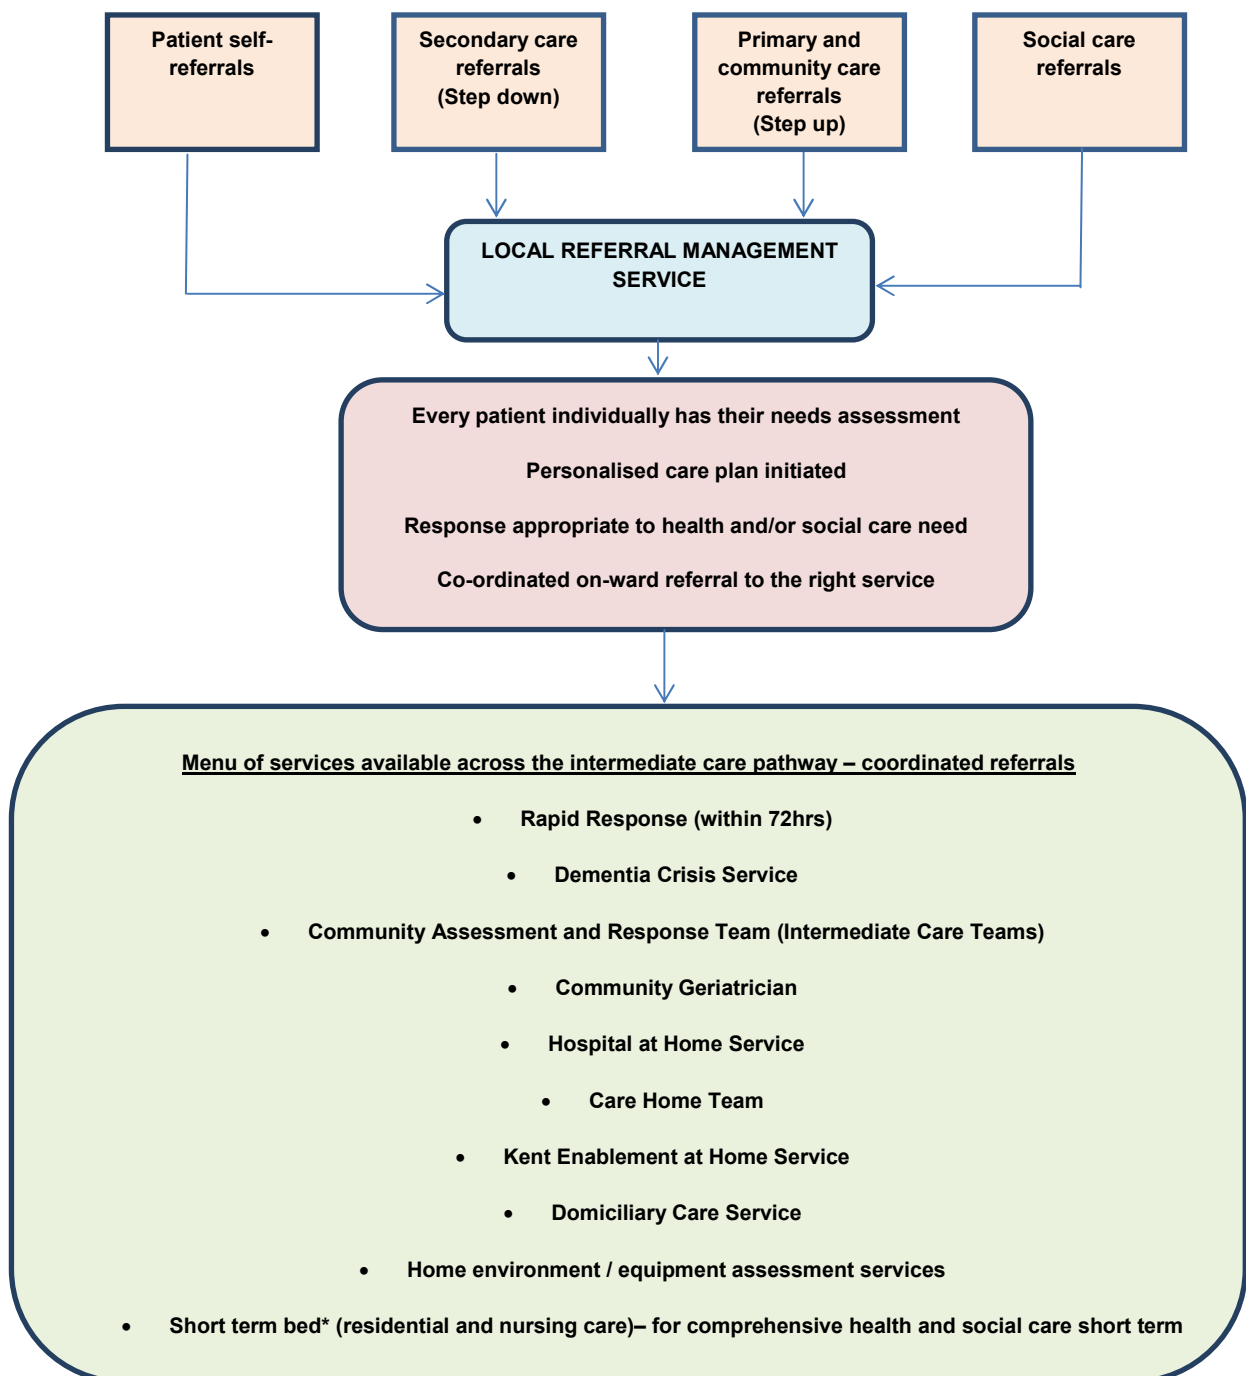 Patient self-
referrals
Secondary care
referrals
(Step down)
Primary and
community care
referrals
(Step up)
Social care
referrals
LOCAL REFERRAL MANAGEMENT
SERVICE
Every patient individually has their needs assessment
Personalised care plan initiated
Response appropriate to health and/or social care need
Co-ordinated on-ward referral to the right service
Menu of services available across the intermediate care pathway – coordinated referrals
• Rapid Response (within 72hrs)
• Dementia Crisis Service
• Community Assessment and Response Team (Intermediate Care Teams)
• Community Geriatrician
• Hospital at Home Service
• Care Home Team
• Kent Enablement at Home Service
• Domiciliary Care Service
• Home environment / equipment assessment services
• Short term bed* (residential and nursing care)– for comprehensive health and social care short term